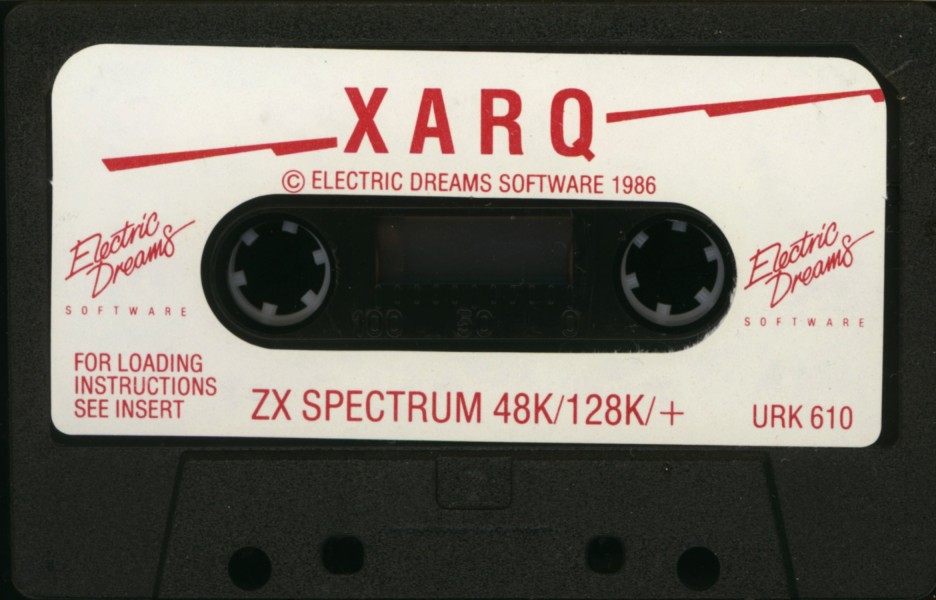 XARQ
© ELECTRIC DREAMS SOFTWARE 1986
Electric
Dreams
SOFTWARE
Electric
Dreams
SOFTWARE
FOR LOADING
INSTRUCTIONS
SEE INSERT
ZX SPECTRUM 48K/128K/+
URK 610